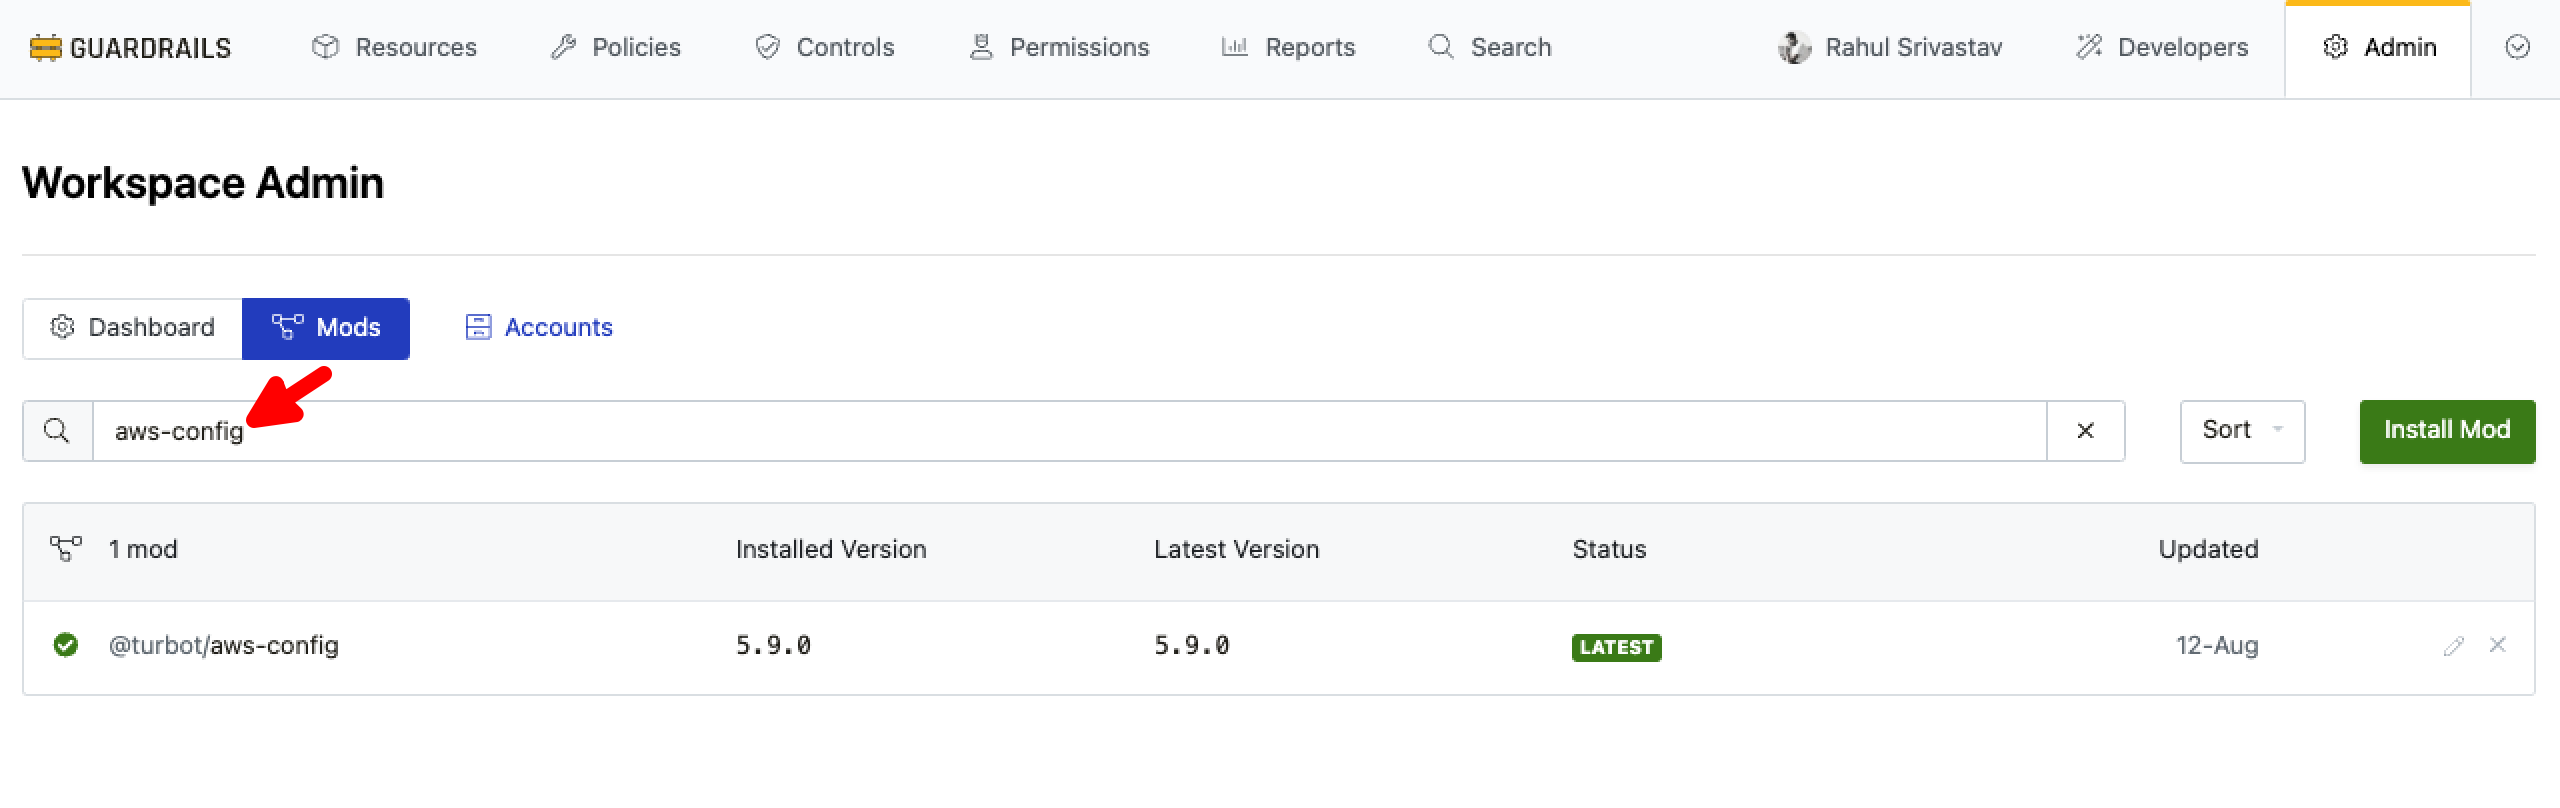 GUARDRAILS Resources Policies Controls Permissions Reports Search Rahul Srivastav Developers Admin
Workspace Admin
Dashboard Mods Accounts
aws-config Sort Install Mod
1 mod Installed Version Latest Version Status Updated
@turbot/aws-config 5.9.0 5.9.0 LATEST 12-Aug